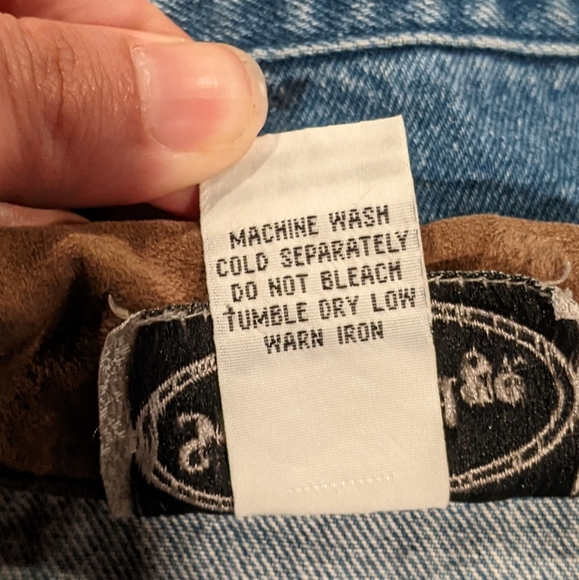 MACHINE WASH
COLD SEPARATELY
DO NOT BLEACH
TUMBLE DRY LOW
WARN IRON